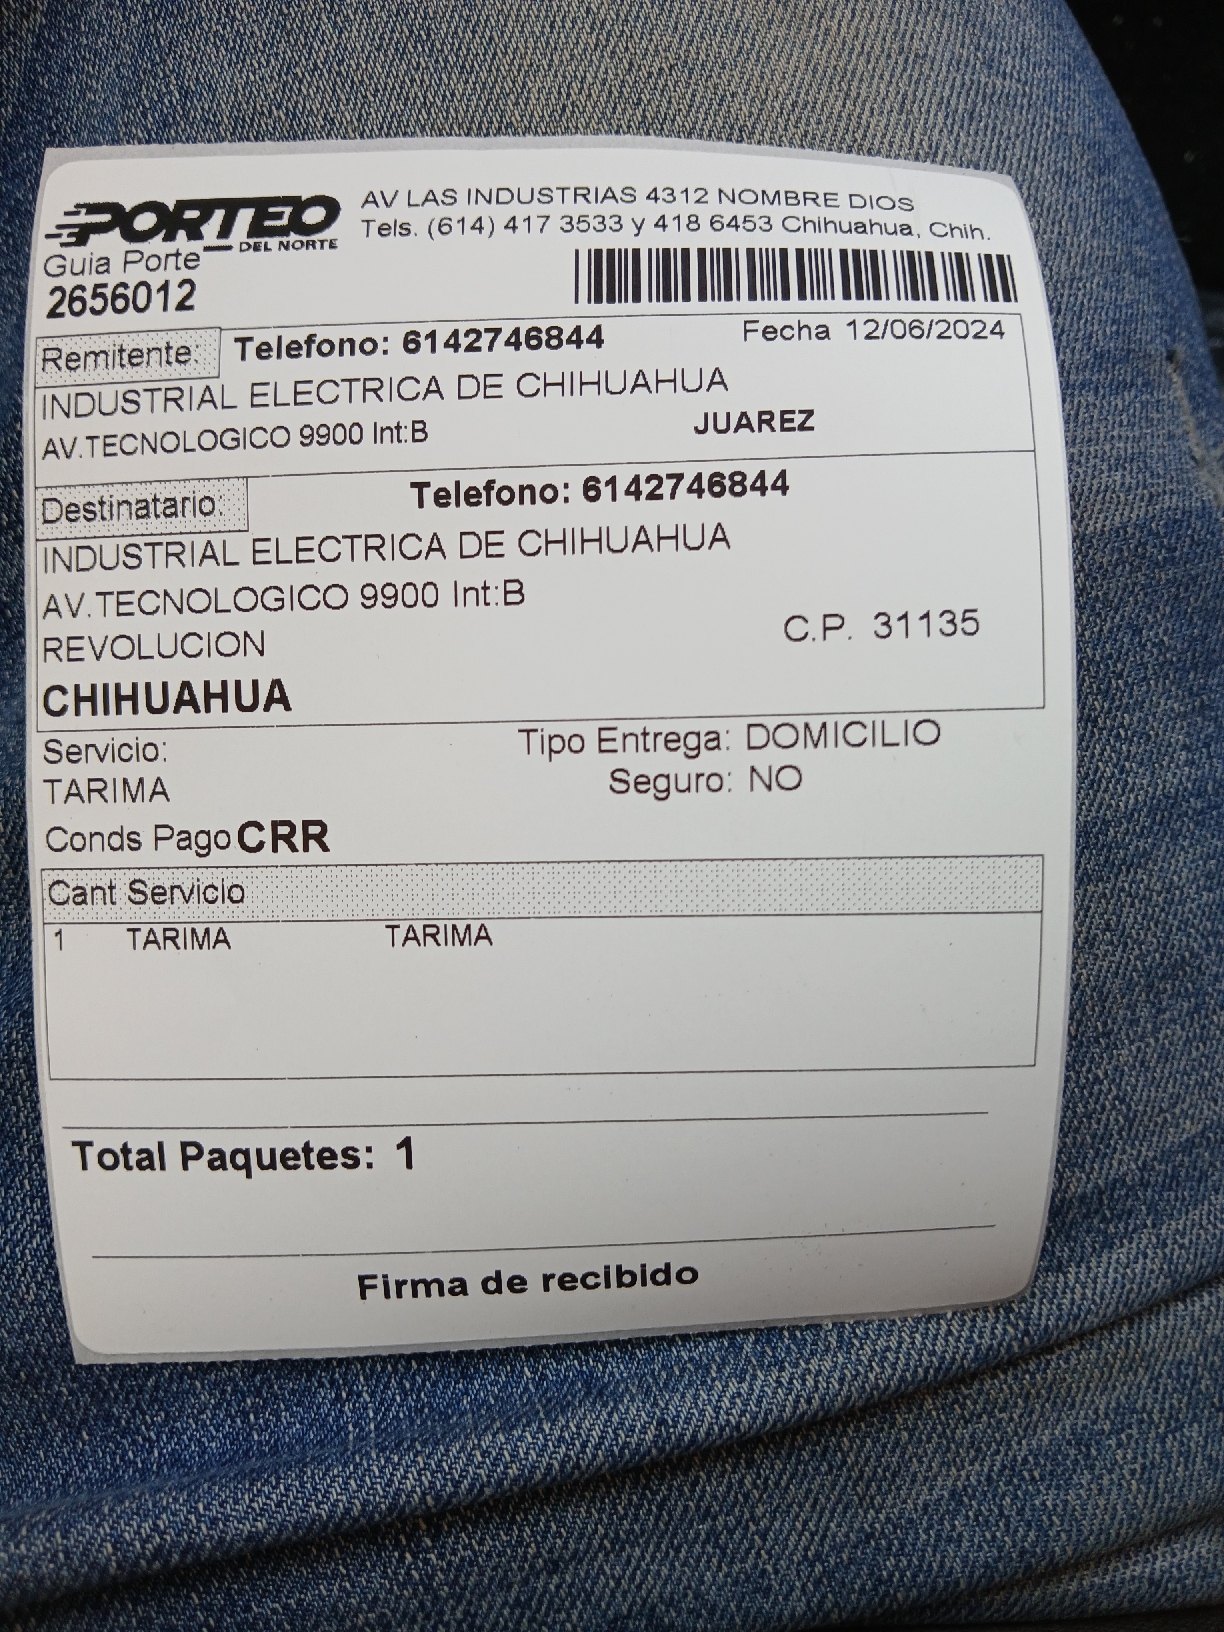 PORTEO
DEL NORTE
AV LAS INDUSTRIAS 4312 NOMBRE DIOS
Tels. (614) 417 3533 y 418 6453 Chihuahua, Chih.
Guia Porte
2656012
Remitente: Telefono: 6142746844 Fecha 12/06/2024
INDUSTRIAL ELECTRICA DE CHIHUAHUA
AV.TECNOLOGICO 9900 Int:B JUAREZ
Destinatario: Telefono: 6142746844
INDUSTRIAL ELECTRICA DE CHIHUAHUA
AV.TECNOLOGICO 9900 Int:B
REVOLUCION C.P. 31135
CHIHUAHUA
Servicio: Tipo Entrega: DOMICILIO
TARIMA Seguro: NO
Conds Pago CRR
Cant Servicio
1 TARIMA TARIMA
Total Paquetes: 1
Firma de recibido